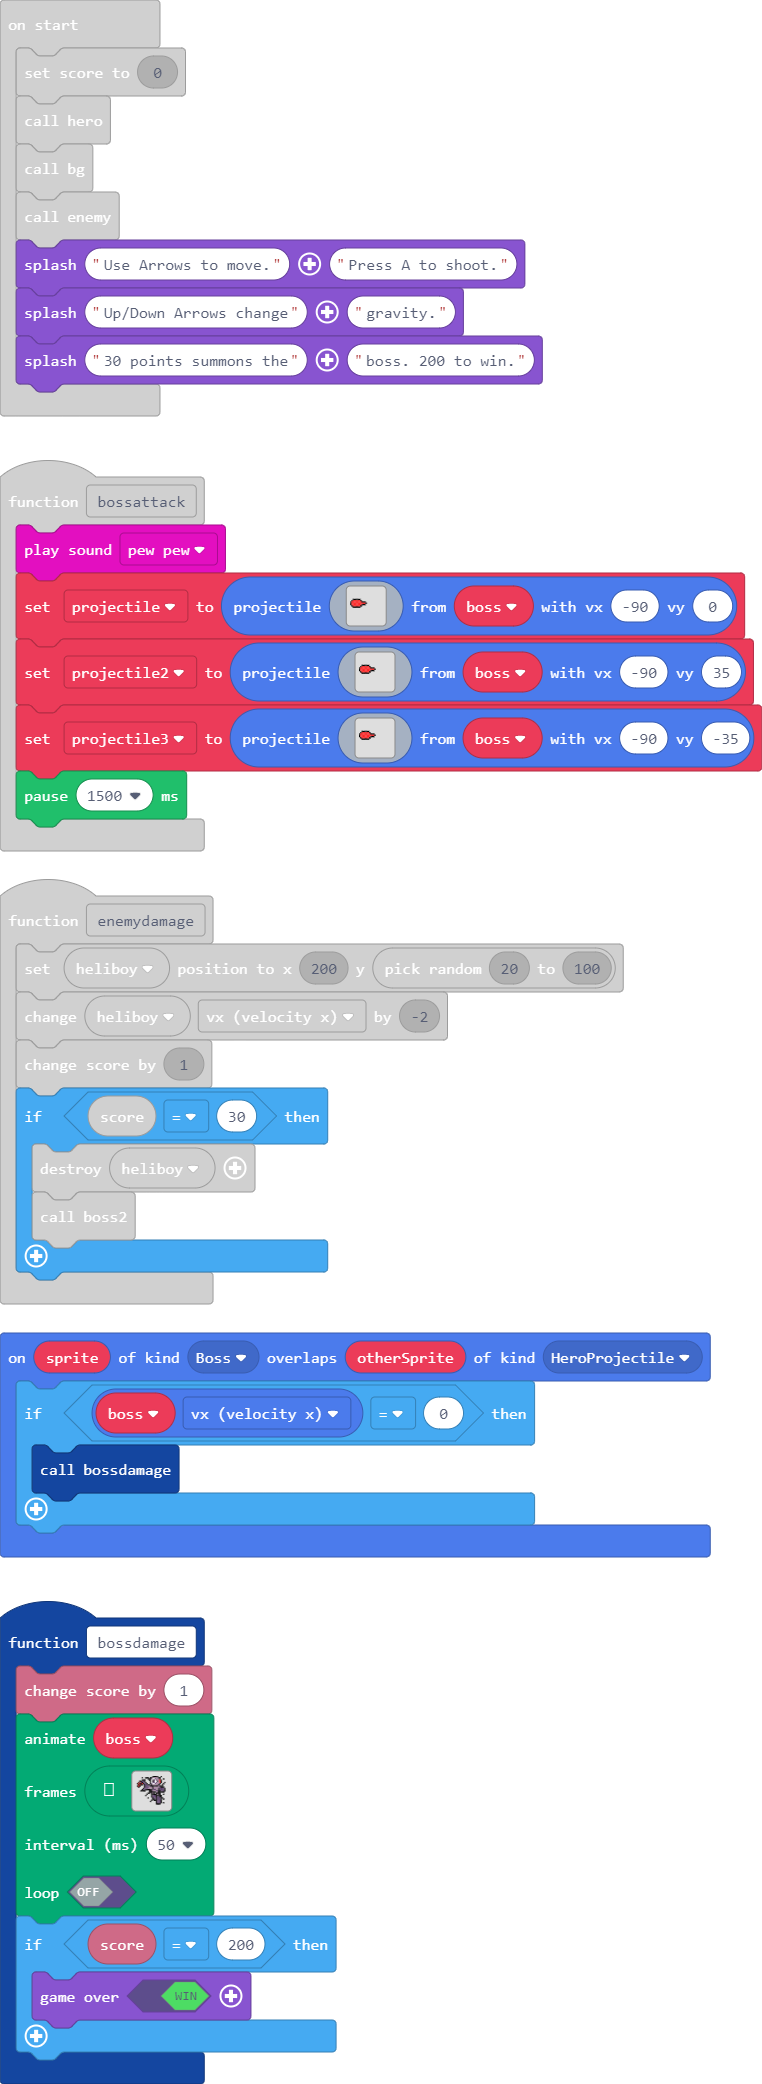 on start
set score to 0
call hero
call bg
call enemy
splash "Use Arrows to move." "Press A to shoot."
splash "Up/Down Arrows change" "gravity."
splash "30 points summons the" "boss. 200 to win."
function bossattack
play sound pew pew
set projectile to projectile from boss with vx -90 vy 0
set projectile2 to projectile from boss with vx -90 vy 35
set projectile3 to projectile from boss with vx -90 vy -35
pause 1500 ms
function enemydamage
set heliboy position to x 200 y pick random 20 to 100
change heliboy vx (velocity x) by -2
change score by 1
if score = 30 then
destroy heliboy
call boss2
on sprite of kind Boss overlaps otherSprite of kind HeroProjectile
if boss vx (velocity x) = 0 then
call bossdamage
function bossdamage
change score by 1
animate boss
frames
interval (ms) 50
loop OFF
if score = 200 then
game over WIN